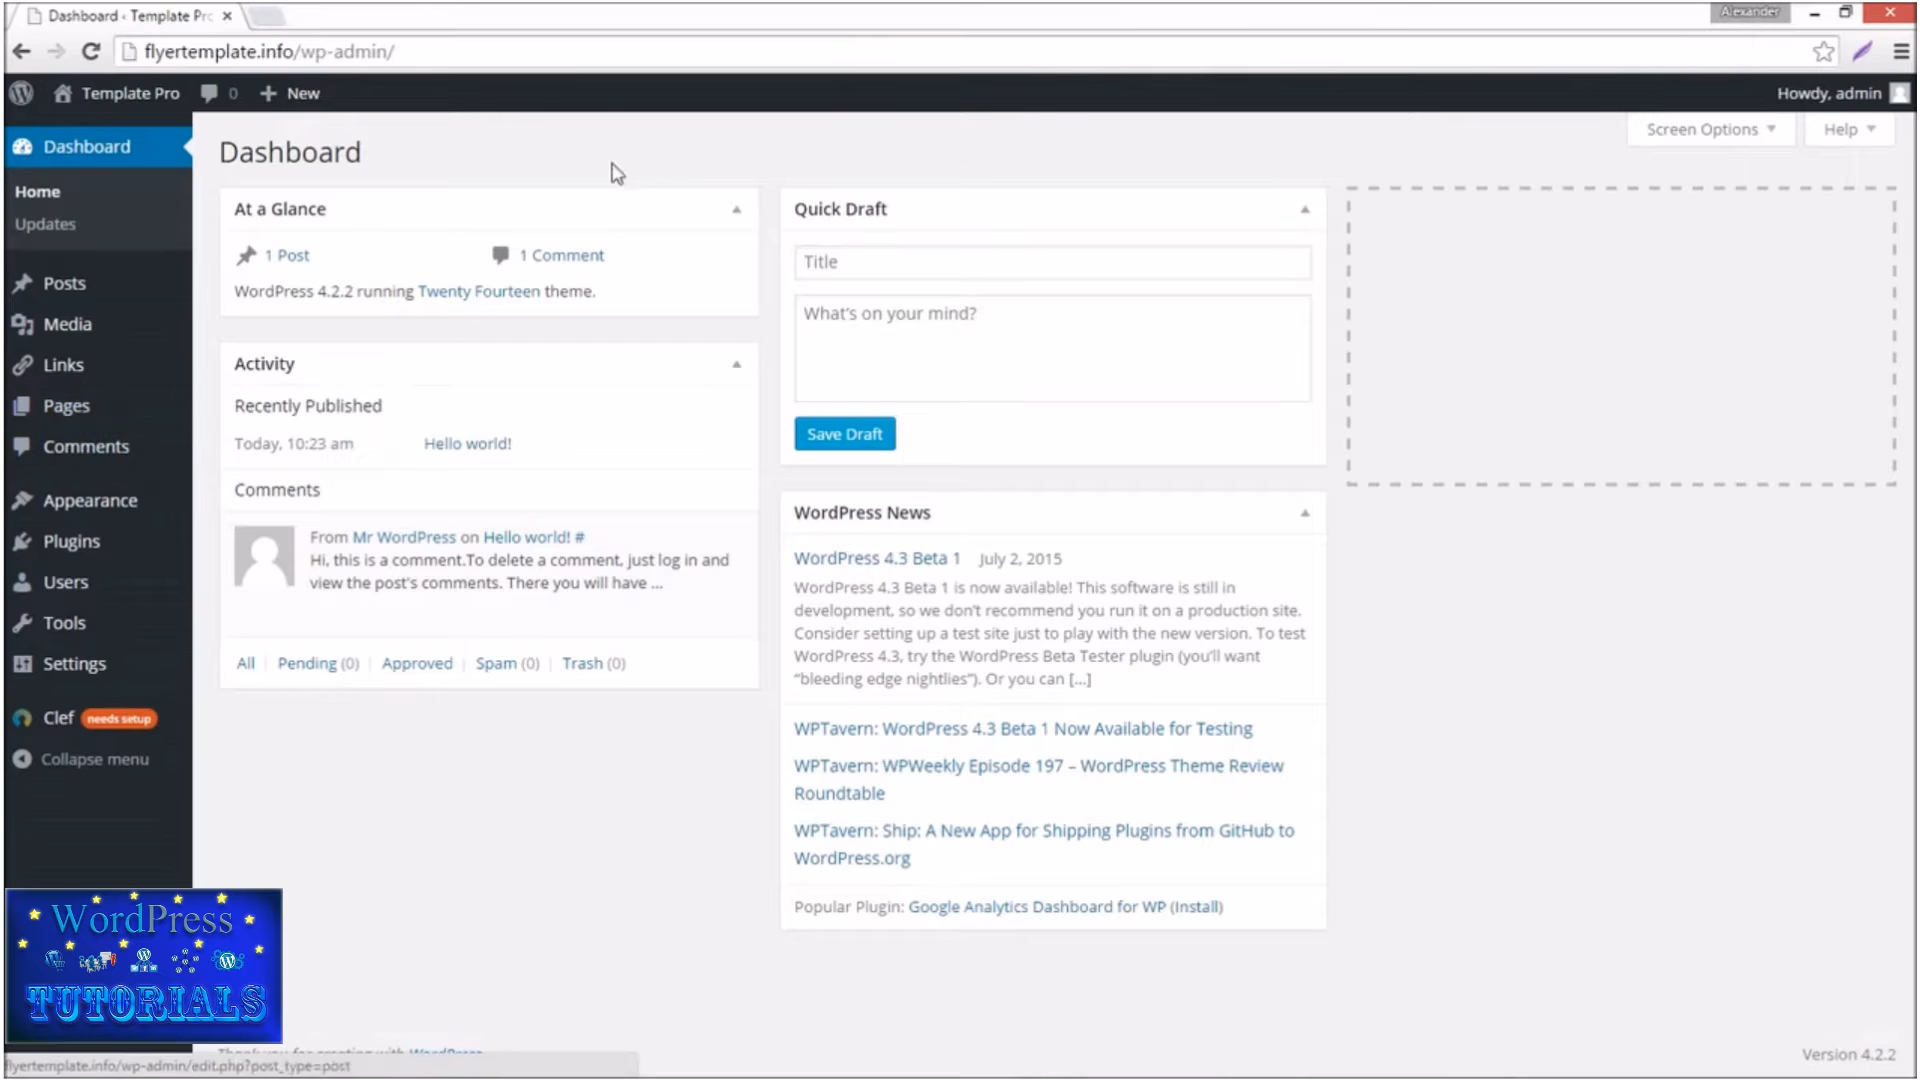 Dashboard ‹ Template Pro
Alexander
flyertemplate.info/wp-admin/
Template Pro 0 New
Howdy, admin
Dashboard
Home
Updates
Posts
Media
Links
Pages
Comments
Appearance
Plugins
Users
Tools
Settings
Clef needs setup
Collapse menu
Screen Options
Help
Dashboard
At a Glance
1 Post 1 Comment
WordPress 4.2.2 running Twenty Fourteen theme.
Activity
Recently Published
Today, 10:23 am Hello world!
Comments
From Mr WordPress on Hello world! #
Hi, this is a comment.To delete a comment, just log in and
view the post's comments. There you will have ...
All | Pending (0) | Approved | Spam (0) | Trash (0)
Quick Draft
Title
What's on your mind?
Save Draft
WordPress News
WordPress 4.3 Beta 1 July 2, 2015
WordPress 4.3 Beta 1 is now available! This software is still in
development, so we don't recommend you run it on a production site.
Consider setting up a test site just to play with the new version. To test
WordPress 4.3, try the WordPress Beta Tester plugin (you'll want
“bleeding edge nightlies”). Or you can [...]
WPTavern: WordPress 4.3 Beta 1 Now Available for Testing
WPTavern: WPWeekly Episode 197 – WordPress Theme Review
Roundtable
WPTavern: Ship: A New App for Shipping Plugins from GitHub to
WordPress.org
Popular Plugin: Google Analytics Dashboard for WP (Install)
WordPress
TUTORIALS
Thank you for creating with WordPress
flyertemplate.info/wp-admin/edit.php?post_type=post
Version 4.2.2